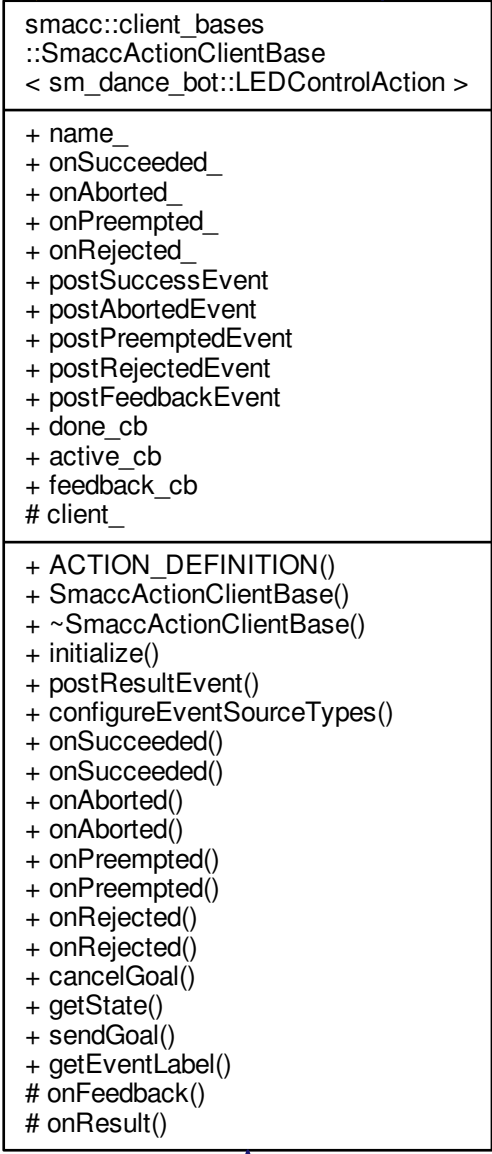 smacc::client_bases
::SmaccActionClientBase
< sm_dance_bot::LEDControlAction >
+ name_
+ onSucceeded_
+ onAborted_
+ onPreempted_
+ onRejected_
+ postSuccessEvent
+ postAbortedEvent
+ postPreemptedEvent
+ postRejectedEvent
+ postFeedbackEvent
+ done_cb
+ active_cb
+ feedback_cb
# client_
+ ACTION_DEFINITION()
+ SmaccActionClientBase()
+ ~SmaccActionClientBase()
+ initialize()
+ postResultEvent()
+ configureEventSourceTypes()
+ onSucceeded()
+ onSucceeded()
+ onAborted()
+ onAborted()
+ onPreempted()
+ onPreempted()
+ onRejected()
+ onRejected()
+ cancelGoal()
+ getState()
+ sendGoal()
+ getEventLabel()
# onFeedback()
# onResult()